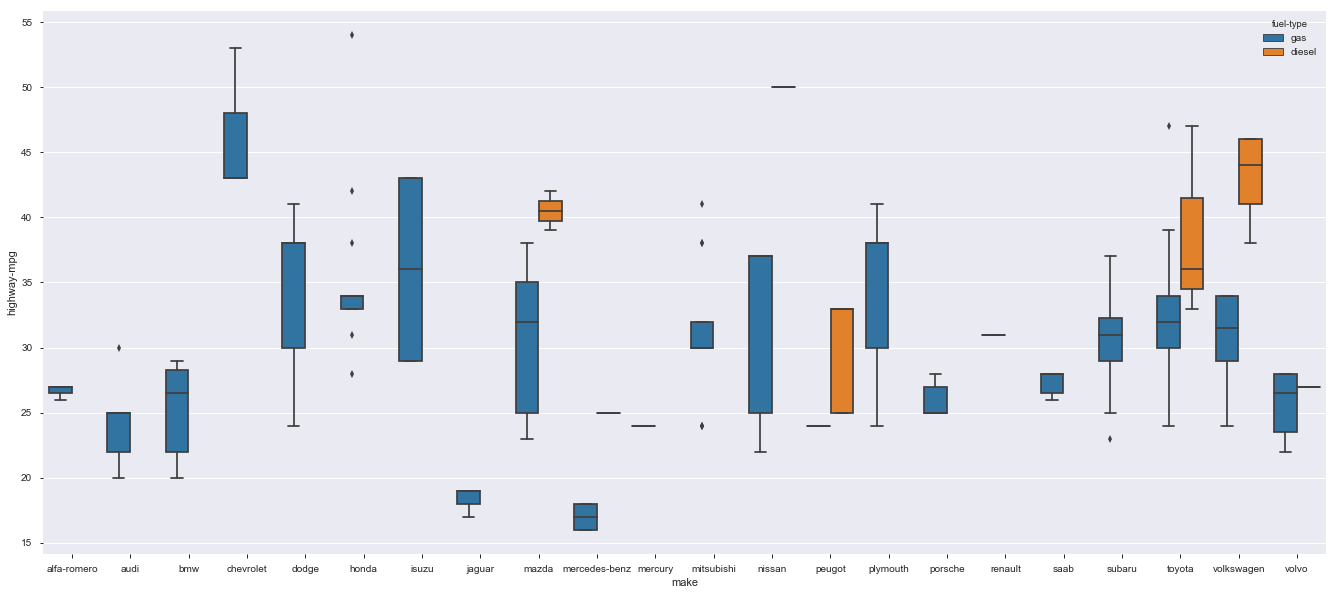 fuel-type
gas
diesel
55
50
45
40
35
30
25
20
15
highway-mpg
alfa-romero audi bmw chevrolet dodge honda isuzu jaguar mazda mercedes-benz mercury mitsubishi nissan peugot plymouth porsche renault saab subaru toyota volkswagen volvo
make